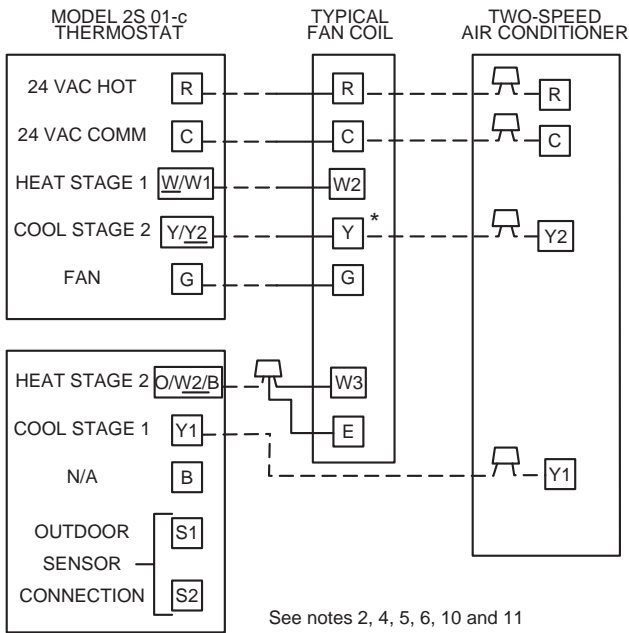 MODEL 2S 01-c
THERMOSTAT
TYPICAL
FAN COIL
TWO-SPEED
AIR CONDITIONER
24 VAC HOT R R R
24 VAC COMM C C C
HEAT STAGE 1 W/W1 W2
COOL STAGE 2 Y/Y2 Y * Y2
FAN G G
HEAT STAGE 2 O/W2/B W3
COOL STAGE 1 Y1 E
Y1
N/A B
OUTDOOR S1
SENSOR
CONNECTION S2
See notes 2, 4, 5, 6, 10 and 11